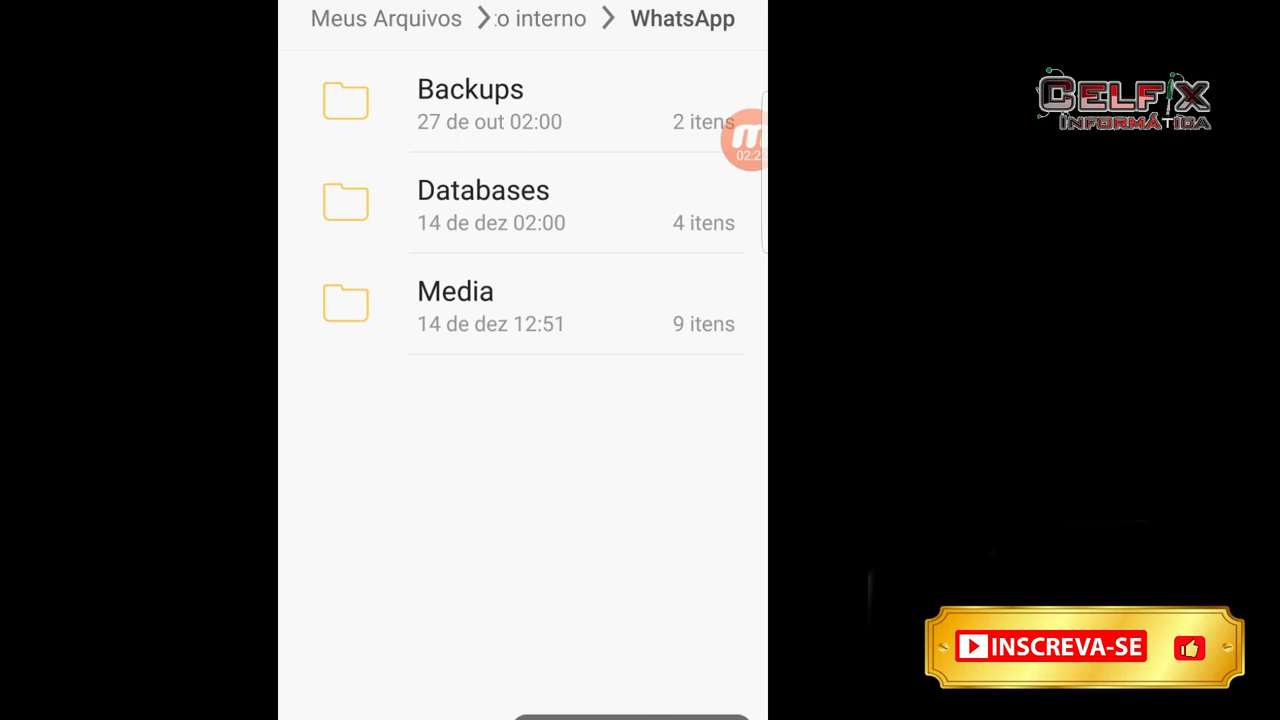 Meus Arquivos > :o interno > WhatsApp
Backups
27 de out 02:00 2 itens
Databases
14 de dez 02:00 4 itens
Media
14 de dez 12:51 9 itens
CELFIX
INFORMÁTICA
INSCREVA-SE